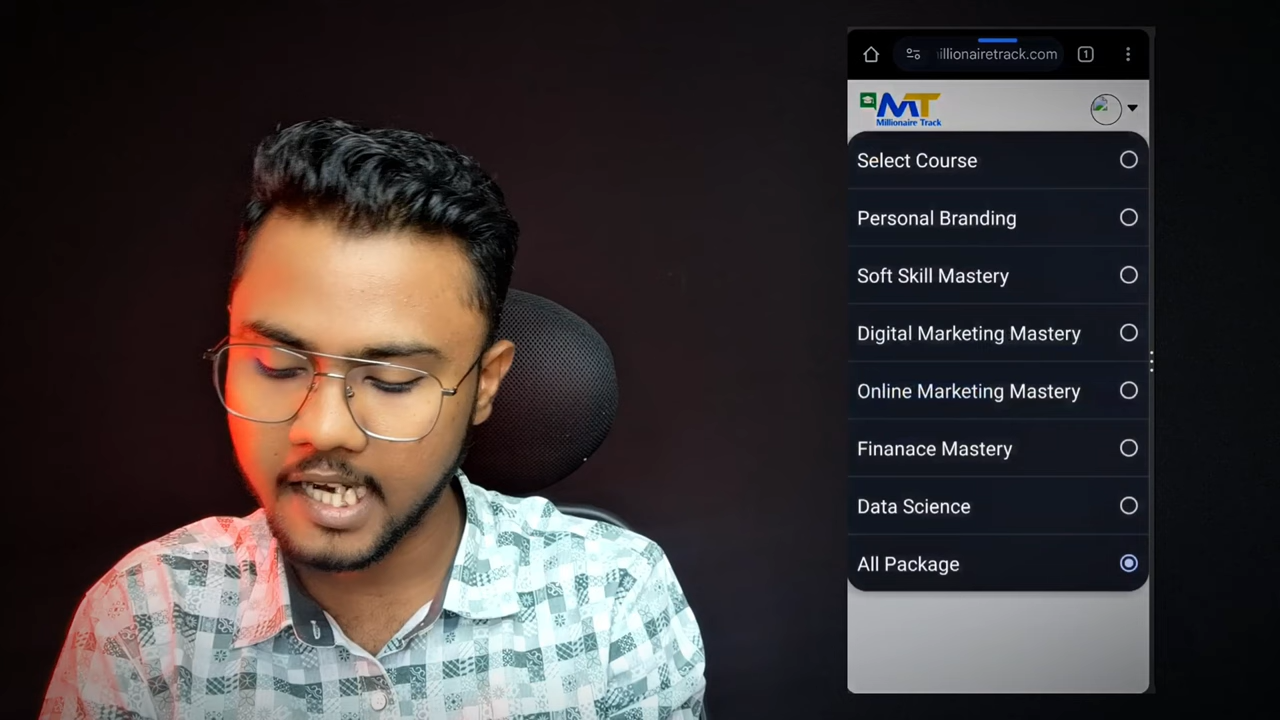 illionairetrack.com
1
MT
Millionaire Track
Select Course
Personal Branding
Soft Skill Mastery
Digital Marketing Mastery
Online Marketing Mastery
Finanace Mastery
Data Science
All Package